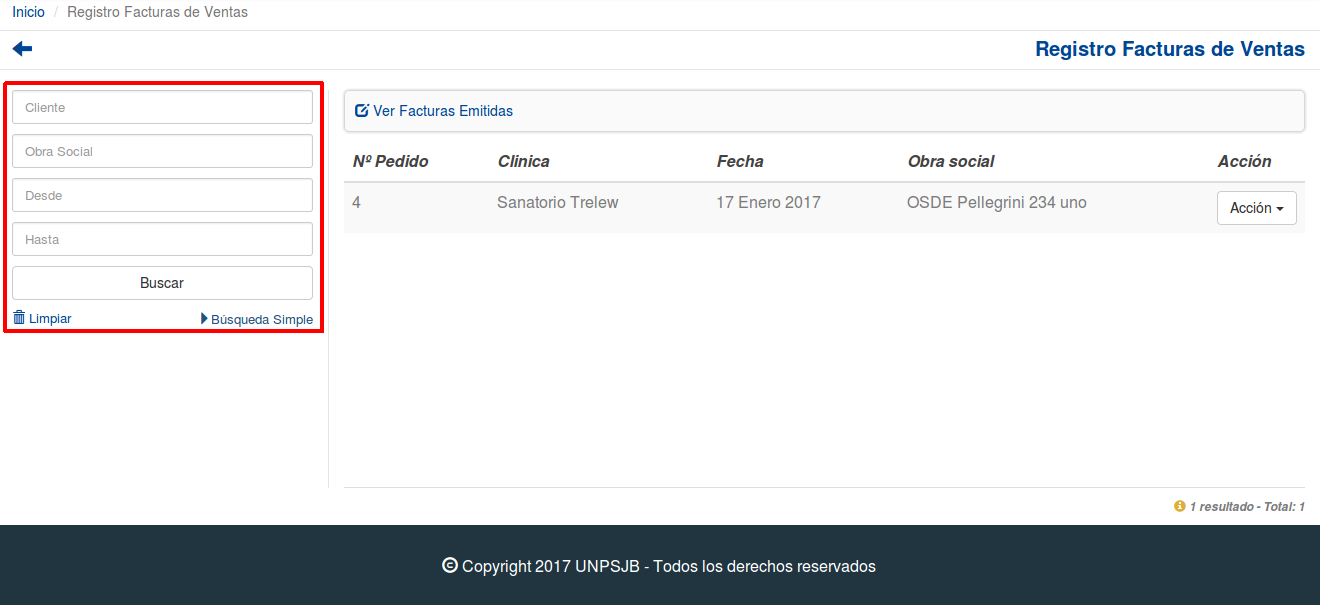 Inicio / Registro Facturas de Ventas
Registro Facturas de Ventas
Cliente
Obra Social
Desde
Hasta
Buscar
Limpiar Búsqueda Simple
Ver Facturas Emitidas
Nº Pedido Clinica Fecha Obra social Acción
4 Sanatorio Trelew 17 Enero 2017 OSDE Pellegrini 234 uno Acción
1 resultado - Total: 1
© Copyright 2017 UNPSJB - Todos los derechos reservados